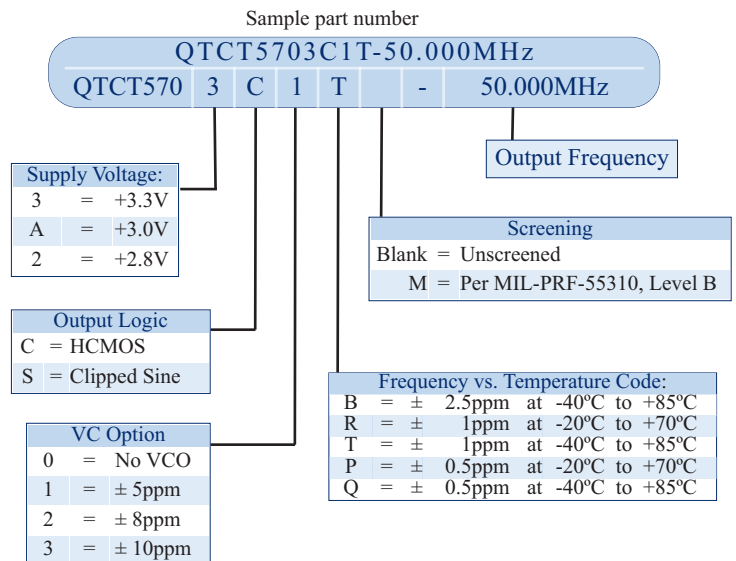 Sample part number
QTCT5703C1T-50.000MHz
QTCT570 3 C 1 T - 50.000MHz
Output Frequency
Supply Voltage:
3 = +3.3V
A = +3.0V
2 = +2.8V
Screening
Blank = Unscreened
M = Per MIL-PRF-55310, Level B
Output Logic
C = HCMOS
S = Clipped Sine
Frequency vs. Temperature Code:
B = ± 2.5ppm at -40ºC to +85ºC
R = ± 1ppm at -20ºC to +70ºC
T = ± 1ppm at -40ºC to +85ºC
P = ± 0.5ppm at -20ºC to +70ºC
Q = ± 0.5ppm at -40ºC to +85ºC
VC Option
0 = No VCO
1 = ± 5ppm
2 = ± 8ppm
3 = ± 10ppm